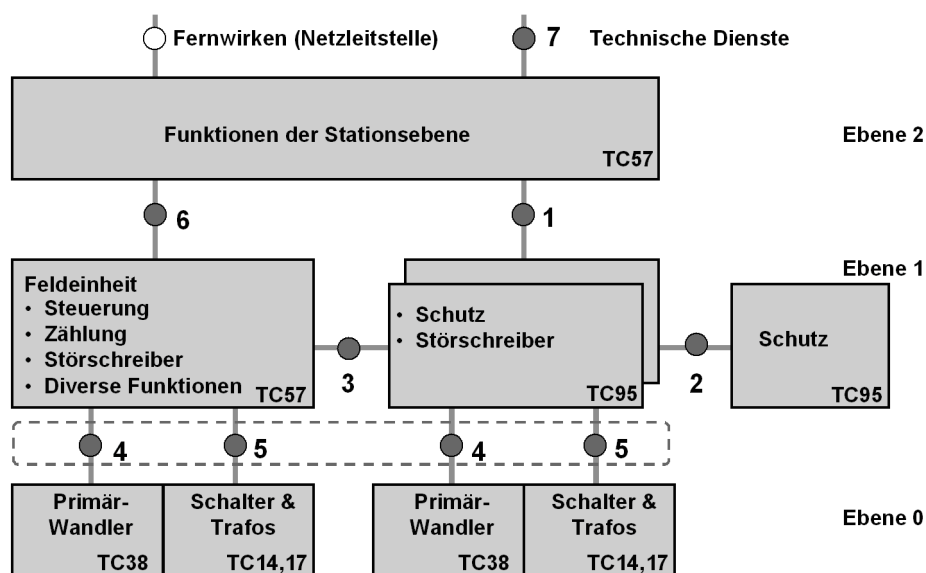 Fernwirken (Netzleitstelle)
7 Technische Dienste
Funktionen der Stationsebene
TC57
Ebene 2
6
1
Ebene 1
Feldeinheit
• Steuerung
• Zählung
• Störschreiber
• Diverse Funktionen
TC57
3
• Schutz
• Störschreiber
TC95
2
Schutz
TC95
4
5
4
5
Primär-
Wandler
TC38
Schalter &
Trafos
TC14,17
Primär-
Wandler
TC38
Schalter &
Trafos
TC14,17
Ebene 0